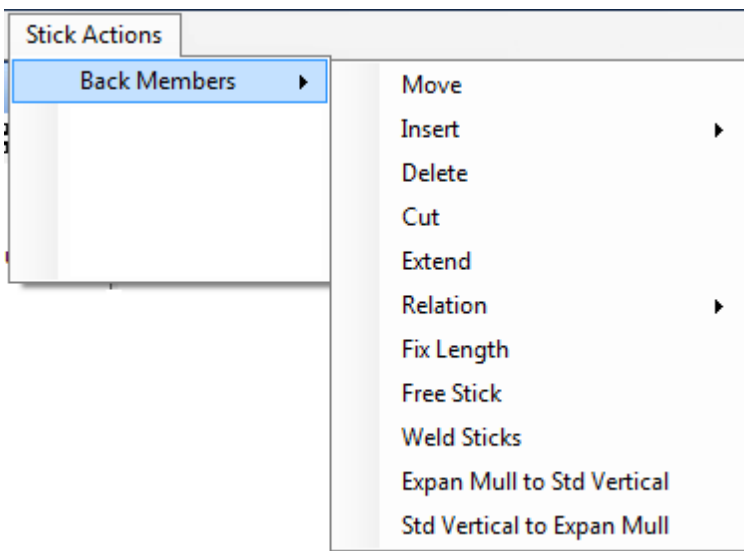 Stick Actions
Back Members
Move
Insert
Delete
Cut
Extend
Relation
Fix Length
Free Stick
Weld Sticks
Expan Mull to Std Vertical
Std Vertical to Expan Mull